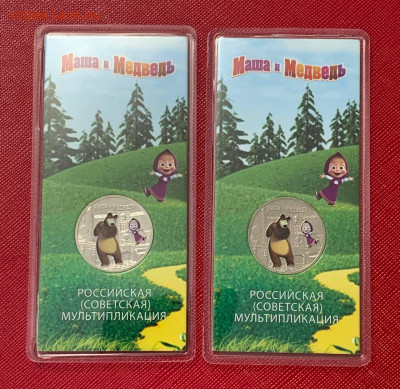 Маша и Медведь
РОССИЙСКАЯ
(СОВЕТСКАЯ)
МУЛЬТИПЛИКАЦИЯ
Маша и Медведь
РОССИЙСКАЯ
(СОВЕТСКАЯ)
МУЛЬТИПЛИКАЦИЯ